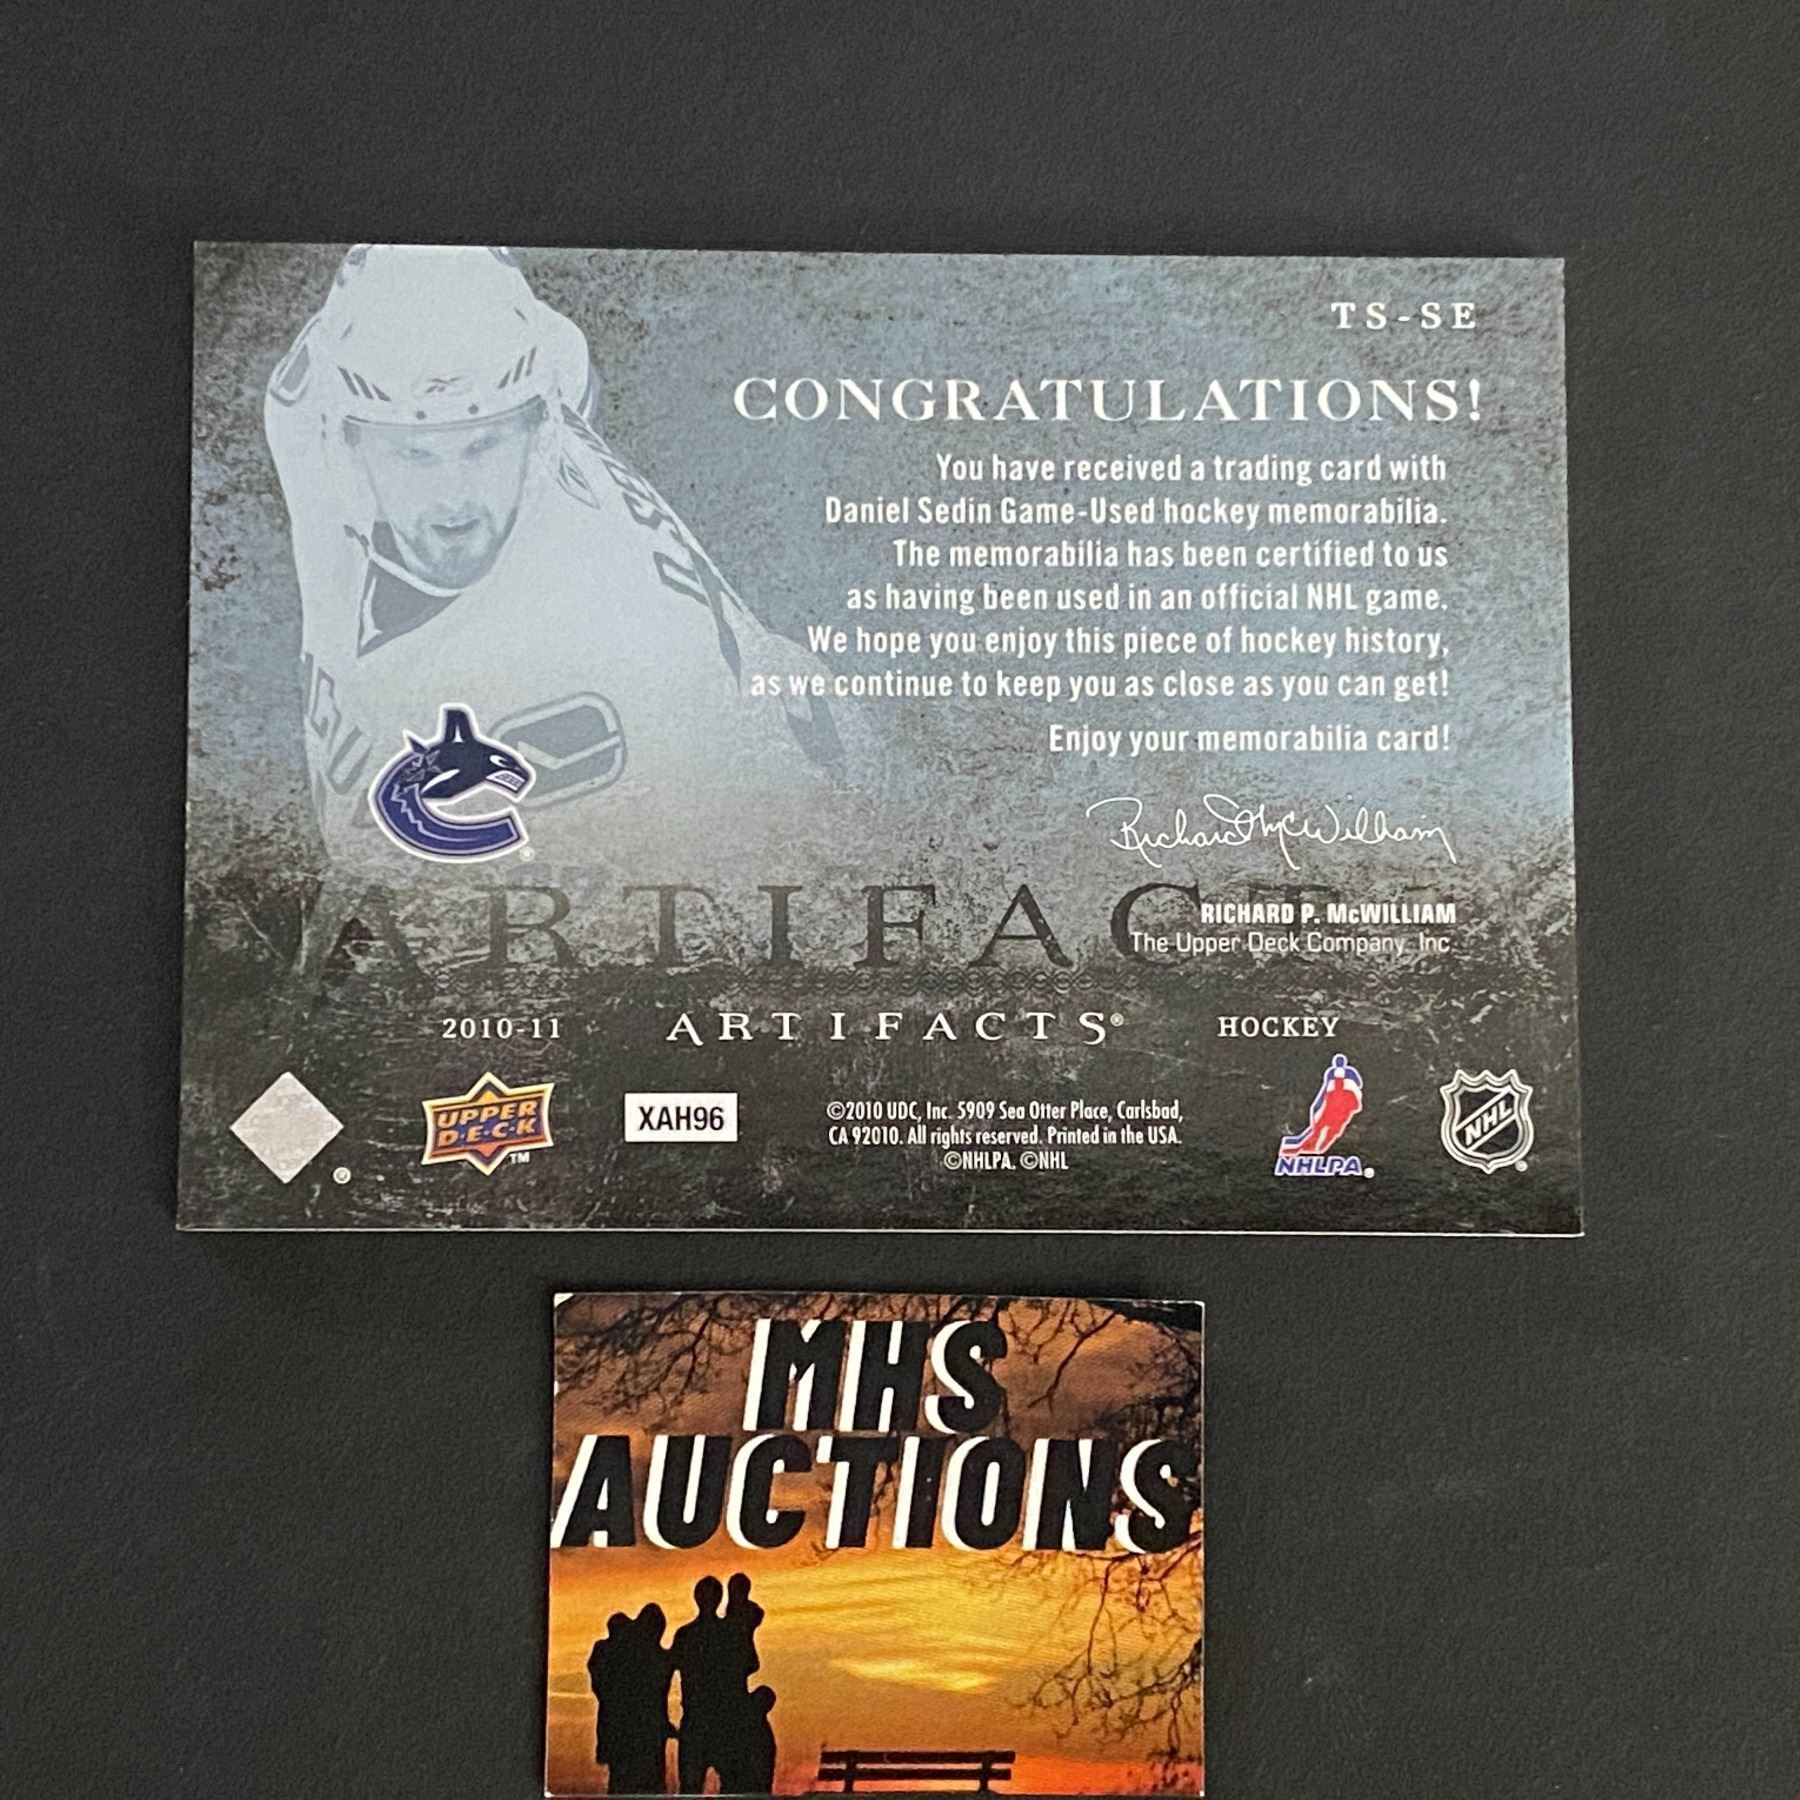 TS-SE
CONGRATULATIONS!
You have received a trading card with
Daniel Sedin Game-Used hockey memorabilia.
The memorabilia has been certified to us
as having been used in an official NHL game.
We hope you enjoy this piece of hockey history,
as we continue to keep you as close as you can get!
Enjoy your memorabilia card!
Richard McWilliam
ARTIFACTS
RICHARD P. McWILLIAM
The Upper Deck Company, Inc.
2010-11 ARTIFACTS® HOCKEY
®
UPPER
D•E•C•K
TM
XAH96
©2010 UDC, Inc. 5909 Sea Otter Place, Carlsbad,
CA 92010. All rights reserved. Printed in the USA.
©NHLPA. ©NHL
NHLPA®
NHL®
MHS
AUCTIONS